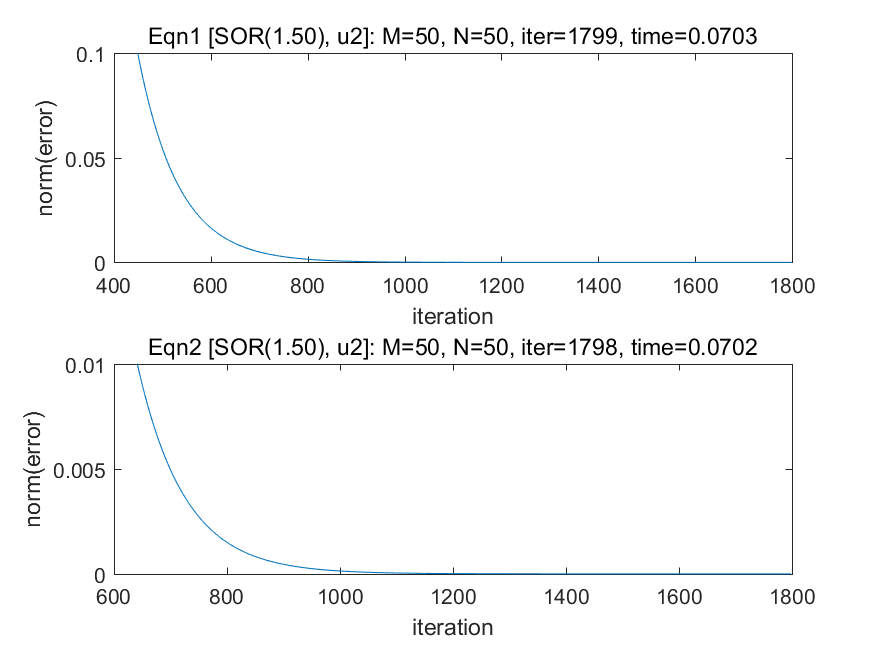 Eqn1 [SOR(1.50), u2]: M=50, N=50, iter=1799, time=0.0703
0.1
0.05
0
norm(error)
400 600 800 1000 1200 1400 1600 1800
iteration
Eqn2 [SOR(1.50), u2]: M=50, N=50, iter=1798, time=0.0702
0.01
0.005
0
norm(error)
600 800 1000 1200 1400 1600 1800
iteration